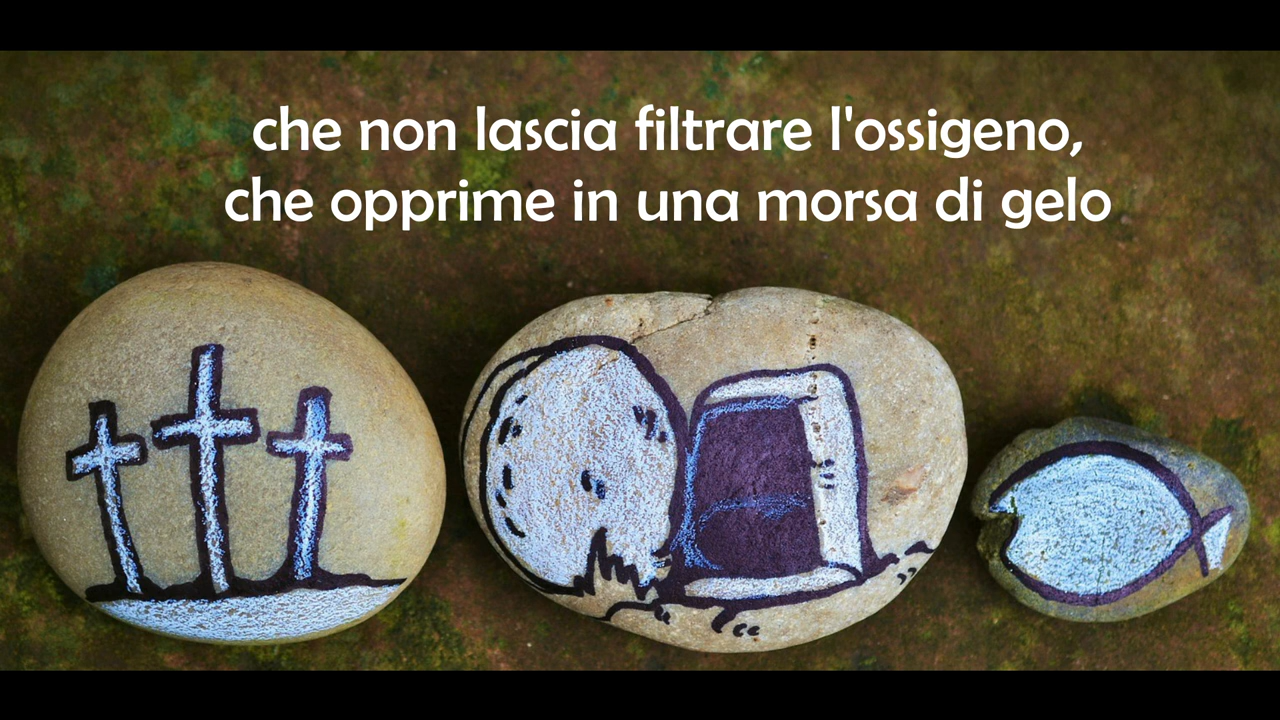 che non lascia filtrare l'ossigeno,
che opprime in una morsa di gelo